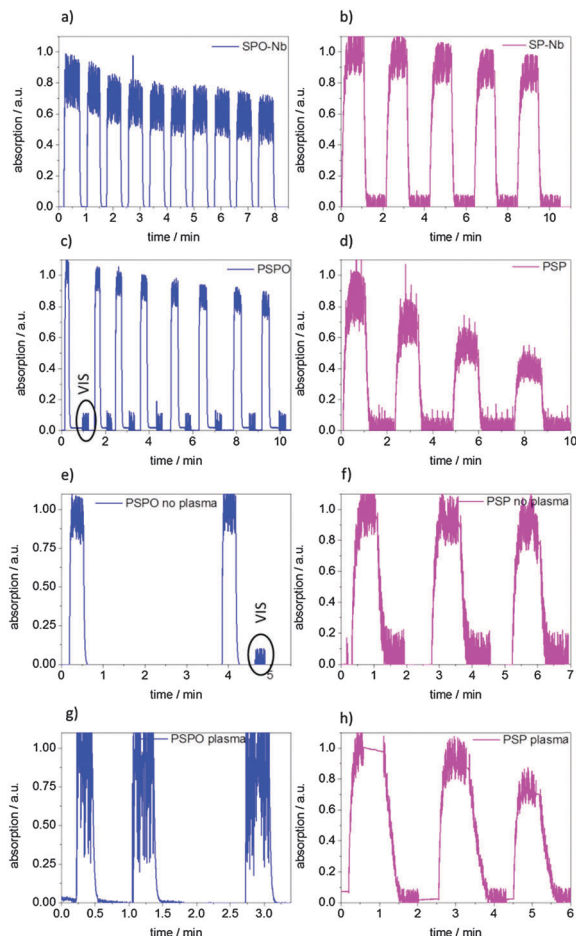 a)
SPO-Nb
absorption / a.u.
1.0
0.8
0.6
0.4
0.2
0.0
0 1 2 3 4 5 6 7 8
time / min
b)
SP-Nb
absorption / a.u.
1.0
0.8
0.6
0.4
0.2
0.0
0 2 4 6 8 10
time / min
c)
PSPO
absorption / a.u.
1.0
0.8
0.6
0.4
0.2
0.0
VIS
0 2 4 6 8 10
time / min
d)
PSP
absorption / a.u.
1.0
0.8
0.6
0.4
0.2
0.0
0 2 4 6 8 10
time / min
e)
PSPO no plasma
absorption / a.u.
1.00
0.75
0.50
0.25
0.00
VIS
0 1 2 3 4 5
time / min
f)
PSP no plasma
absorption / a.u.
1.0
0.8
0.6
0.4
0.2
0.0
0 1 2 3 4 5 6 7
time / min
g)
PSPO plasma
absorption / a.u.
1.00
0.75
0.50
0.25
0.00
0.0 0.5 1.0 1.5 2.0 2.5 3.0
time / min
h)
PSP plasma
absorption / a.u.
1.0
0.8
0.6
0.4
0.2
0.0
0 1 2 3 4 5 6
time / min